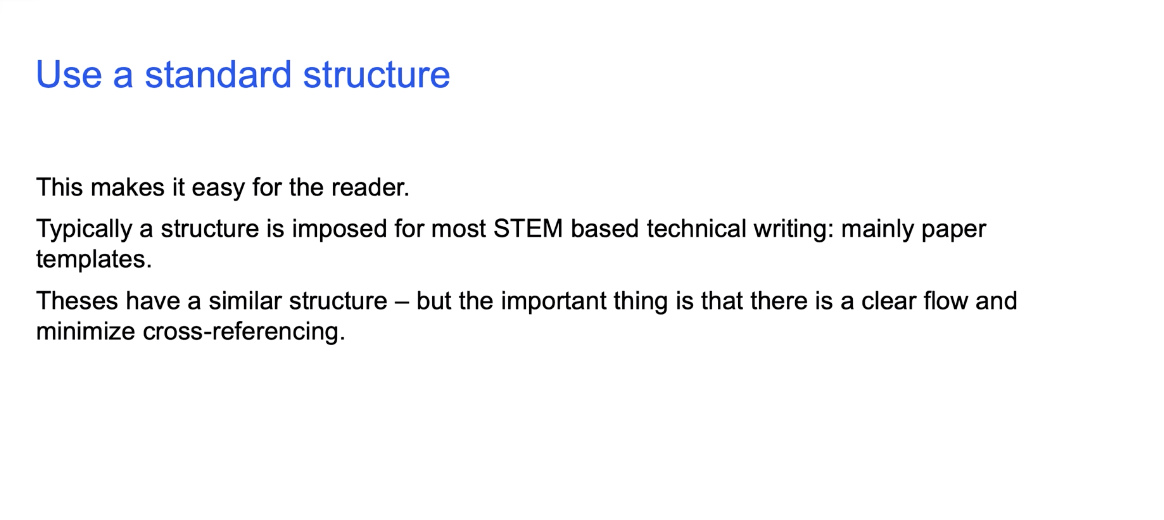 Use a standard structure
This makes it easy for the reader.
Typically a structure is imposed for most STEM based technical writing: mainly paper
templates.
Theses have a similar structure – but the important thing is that there is a clear flow and
minimize cross-referencing.